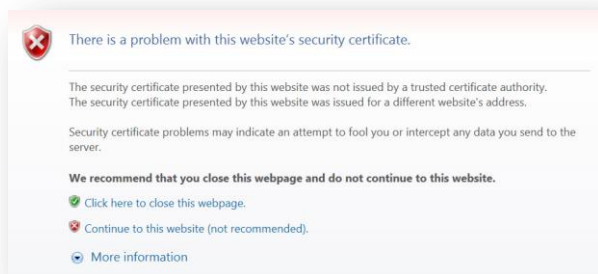 There is a problem with this website's security certificate.
The security certificate presented by this website was not issued by a trusted certificate authority.
The security certificate presented by this website was issued for a different website's address.
Security certificate problems may indicate an attempt to fool you or intercept any data you send to the
server.
We recommend that you close this webpage and do not continue to this website.
Click here to close this webpage.
Continue to this website (not recommended).
More information